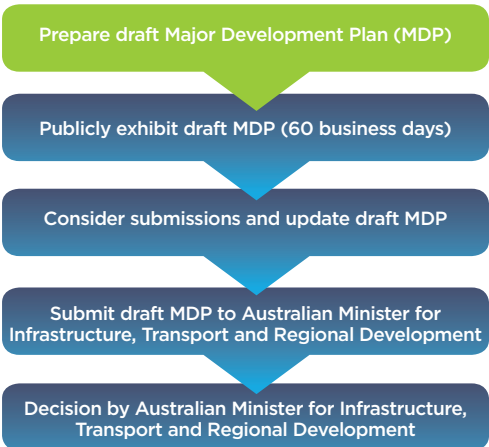 Prepare draft Major Development Plan (MDP)
Publicly exhibit draft MDP (60 business days)
Consider submissions and update draft MDP
Submit draft MDP to Australian Minister for
Infrastructure, Transport and Regional Development
Decision by Australian Minister for Infrastructure,
Transport and Regional Development